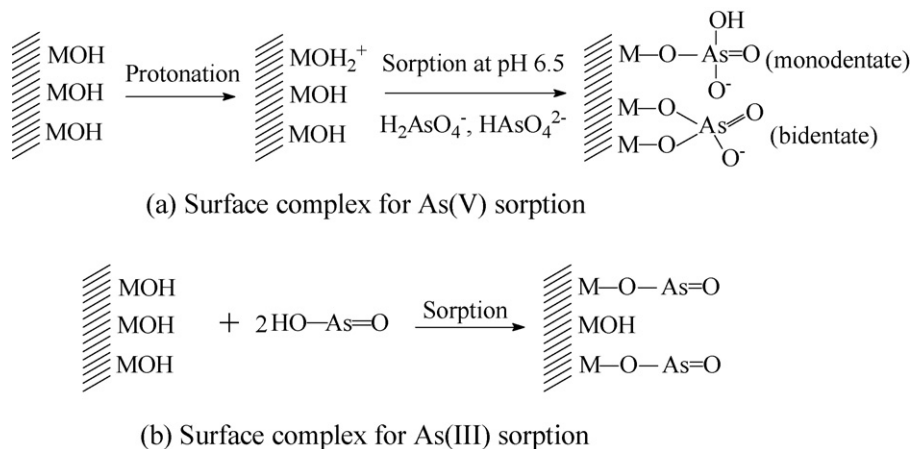 MOH
MOH
MOH
Protonation
MOH₂⁺
MOH
MOH
Sorption at pH 6.5
H₂AsO₄⁻, HAsO₄²⁻
OH
M—O—As=O (monodentate)
O⁻
M—O
O
As
M—O
O⁻
(bidentate)
(a) Surface complex for As(V) sorption
MOH
MOH
MOH
+ 2HO—As=O
Sorption
M—O—As=O
MOH
M—O—As=O
(b) Surface complex for As(III) sorption